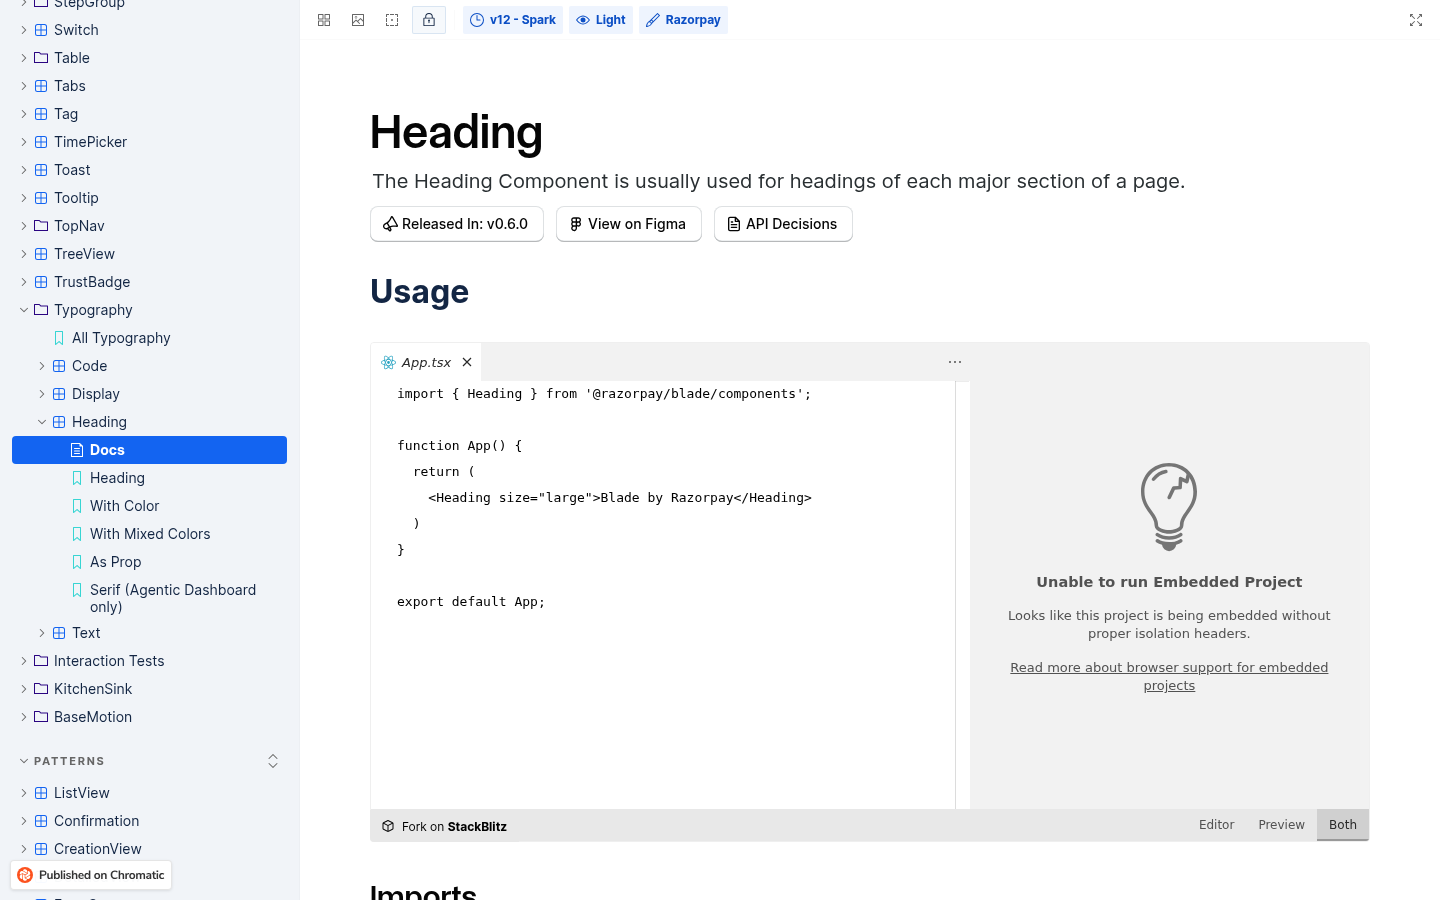 StepGroup
Switch
Table
Tabs
Tag
TimePicker
Toast
Tooltip
TopNav
TreeView
TrustBadge
Typography
All Typography
Code
Display
Heading
Docs
Heading
With Color
With Mixed Colors
As Prop
Serif (Agentic Dashboard
only)
Text
Interaction Tests
KitchenSink
BaseMotion
PATTERNS
ListView
Confirmation
CreationView
Published on Chromatic
v12 - Spark
Light
Razorpay
Heading
The Heading Component is usually used for headings of each major section of a page.
Released In: v0.6.0
View on Figma
API Decisions
Usage
App.tsx
import { Heading } from '@razorpay/blade/components';
function App() {
return (
<Heading size="large">Blade by Razorpay</Heading>
)
}
export default App;
Unable to run Embedded Project
Looks like this project is being embedded without
proper isolation headers.
Read more about browser support for embedded
projects
Fork on StackBlitz
Editor
Preview
Both
Imports